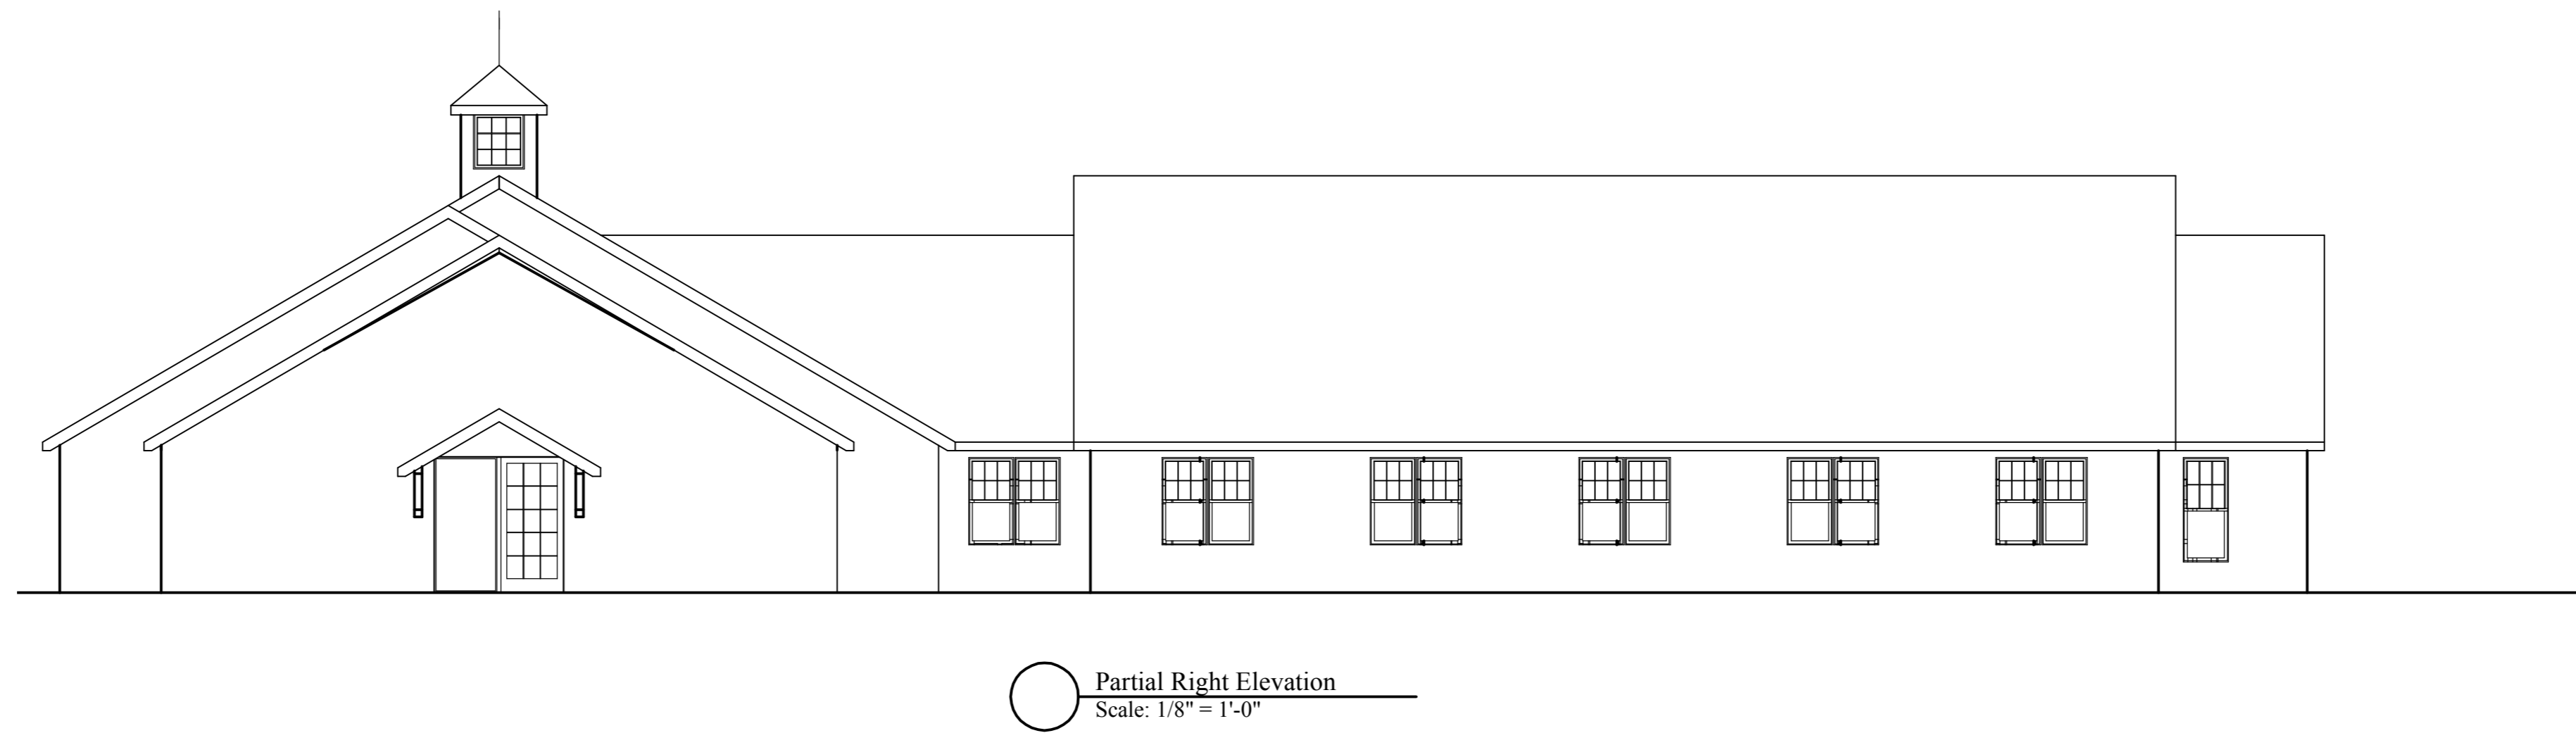 Partial Right Elevation
Scale: 1/8" = 1'-0"